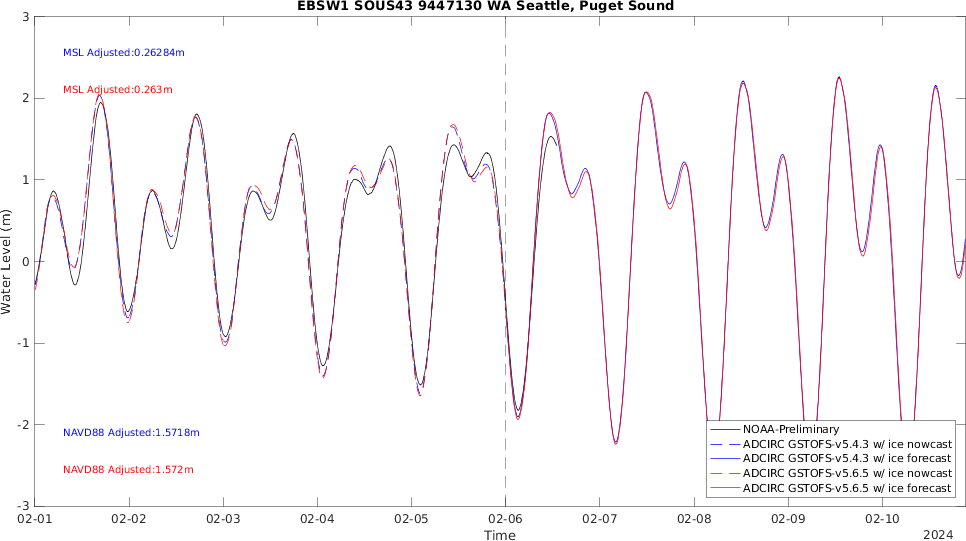 EBSW1 SOUS43 9447130 WA Seattle, Puget Sound
3
MSL Adjusted:0.26284m
MSL Adjusted:0.263m
2
1
0
-1
-2
-3
Water Level (m)
NAVD88 Adjusted:1.5718m
NAVD88 Adjusted:1.572m
NOAA-Preliminary
ADCIRC GSTOFS-v5.4.3 w/ ice nowcast
ADCIRC GSTOFS-v5.4.3 w/ ice forecast
ADCIRC GSTOFS-v5.6.5 w/ ice nowcast
ADCIRC GSTOFS-v5.6.5 w/ ice forecast
02-01 02-02 02-03 02-04 02-05 02-06 02-07 02-08 02-09 02-10
Time
2024